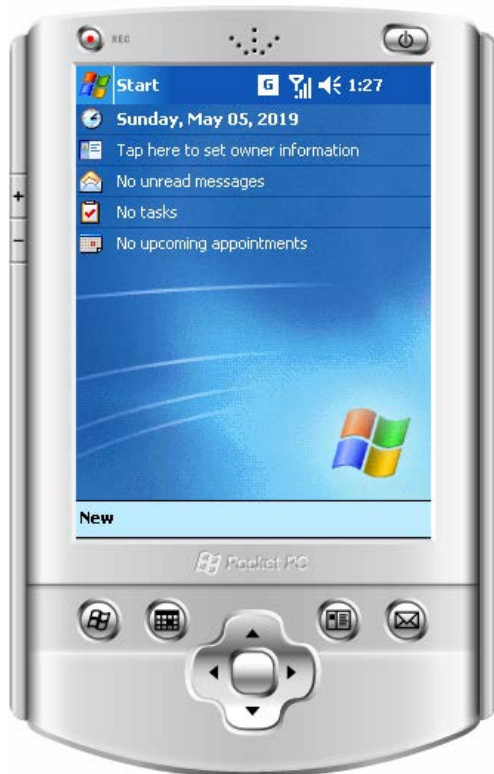 REC
Start G 1:27
Sunday, May 05, 2019
Tap here to set owner information
No unread messages
No tasks
No upcoming appointments
New
Pocket PC
+
−